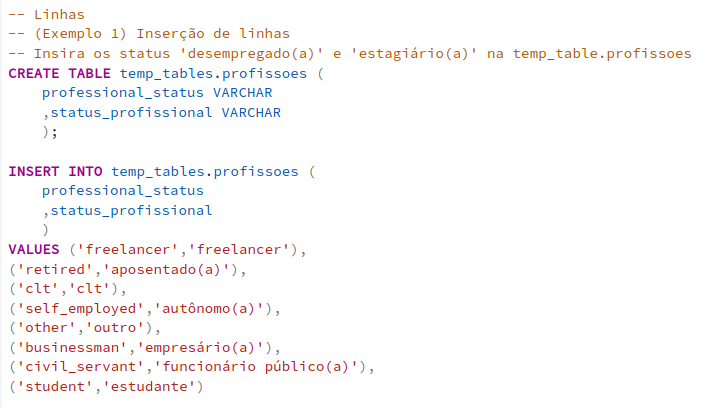 -- Linhas
-- (Exemplo 1) Inserção de linhas
-- Insira os status 'desempregado(a)' e 'estagiário(a)' na temp_table.profissoes
CREATE TABLE temp_tables.profissoes (
    professional_status VARCHAR
    ,status_profissional VARCHAR
    );

INSERT INTO temp_tables.profissoes (
    professional_status
    ,status_profissional
    )
VALUES ('freelancer','freelancer'),
('retired','aposentado(a)'),
('clt','clt'),
('self_employed','autônomo(a)'),
('other','outro'),
('businessman','empresário(a)'),
('civil_servant','funcionário público(a)'),
('student','estudante')